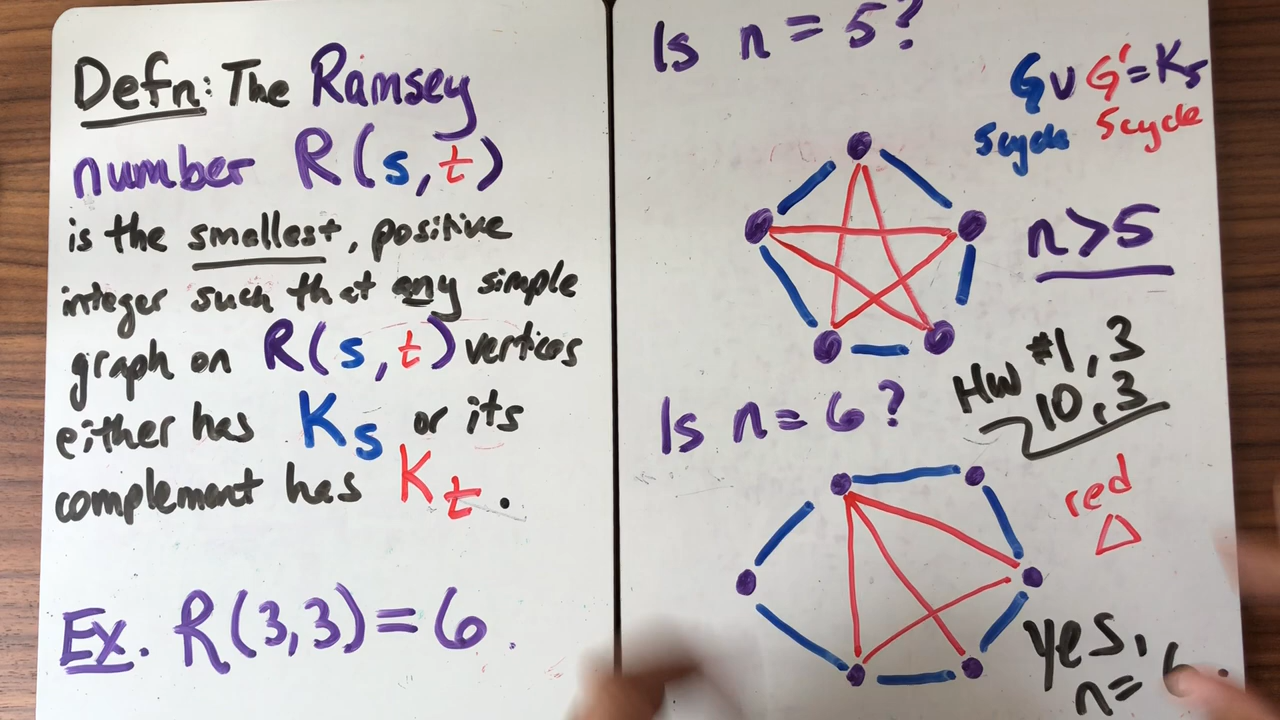 Defn: The Ramsey
number R(s,t)
is the smallest, positive
integer such that any simple
graph on R(s,t) vertices
either has Ks or its
complement has Kt.
Ex. R(3,3)=6.
Is n=5?
G∪G'=K5
5cycle 5cycle
n>5
HW #1,3
10,3
Is n=6?
red
△
Yes,
n=6.